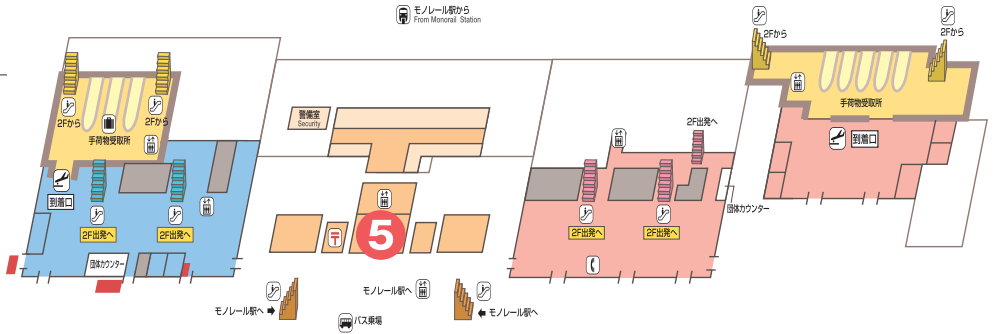 モノレール駅から
From Monorail Station
2Fから
2Fから
警備室
Security
2Fから
2Fから
手荷物受取所
手荷物受取所
2F出発へ
到着口
到着口
団体カウンター
2F出発へ
2F出発へ
〒
5
2F出発へ
2F出発へ
団体カウンター
モノレール駅へ
モノレール駅へ
モノレール駅へ
バス乗場